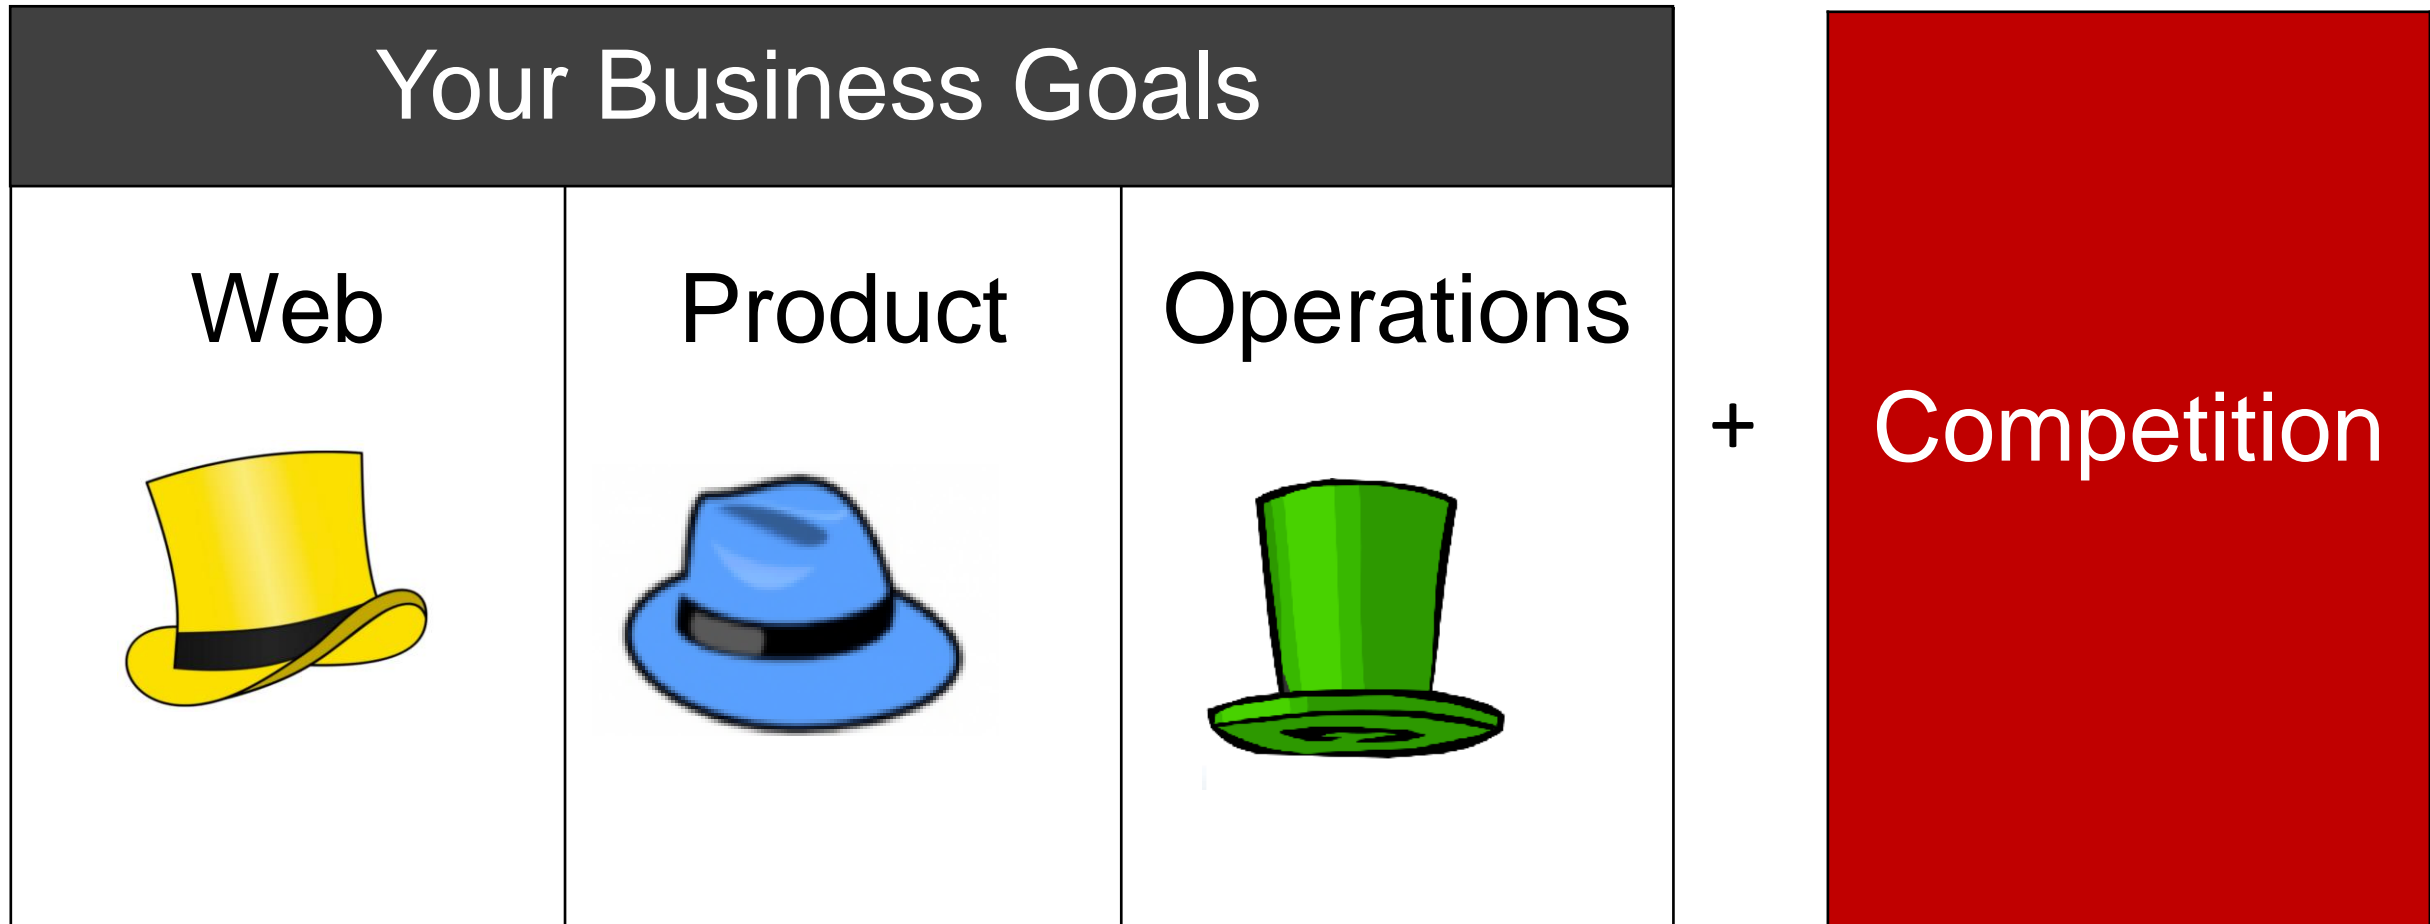 Your Business Goals
Web
Product
Operations
+
Competition